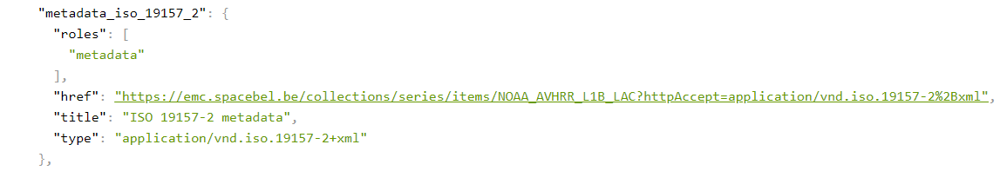 "metadata_iso_19157_2": {
"roles": [
"metadata"
],
"href": "https://emc.spacebel.be/collections/series/items/NOAA_AVHRR_L1B_LAC?httpAccept=application/vnd.iso.19157-2%2Bxml",
"title": "ISO 19157-2 metadata",
"type": "application/vnd.iso.19157-2+xml"
},